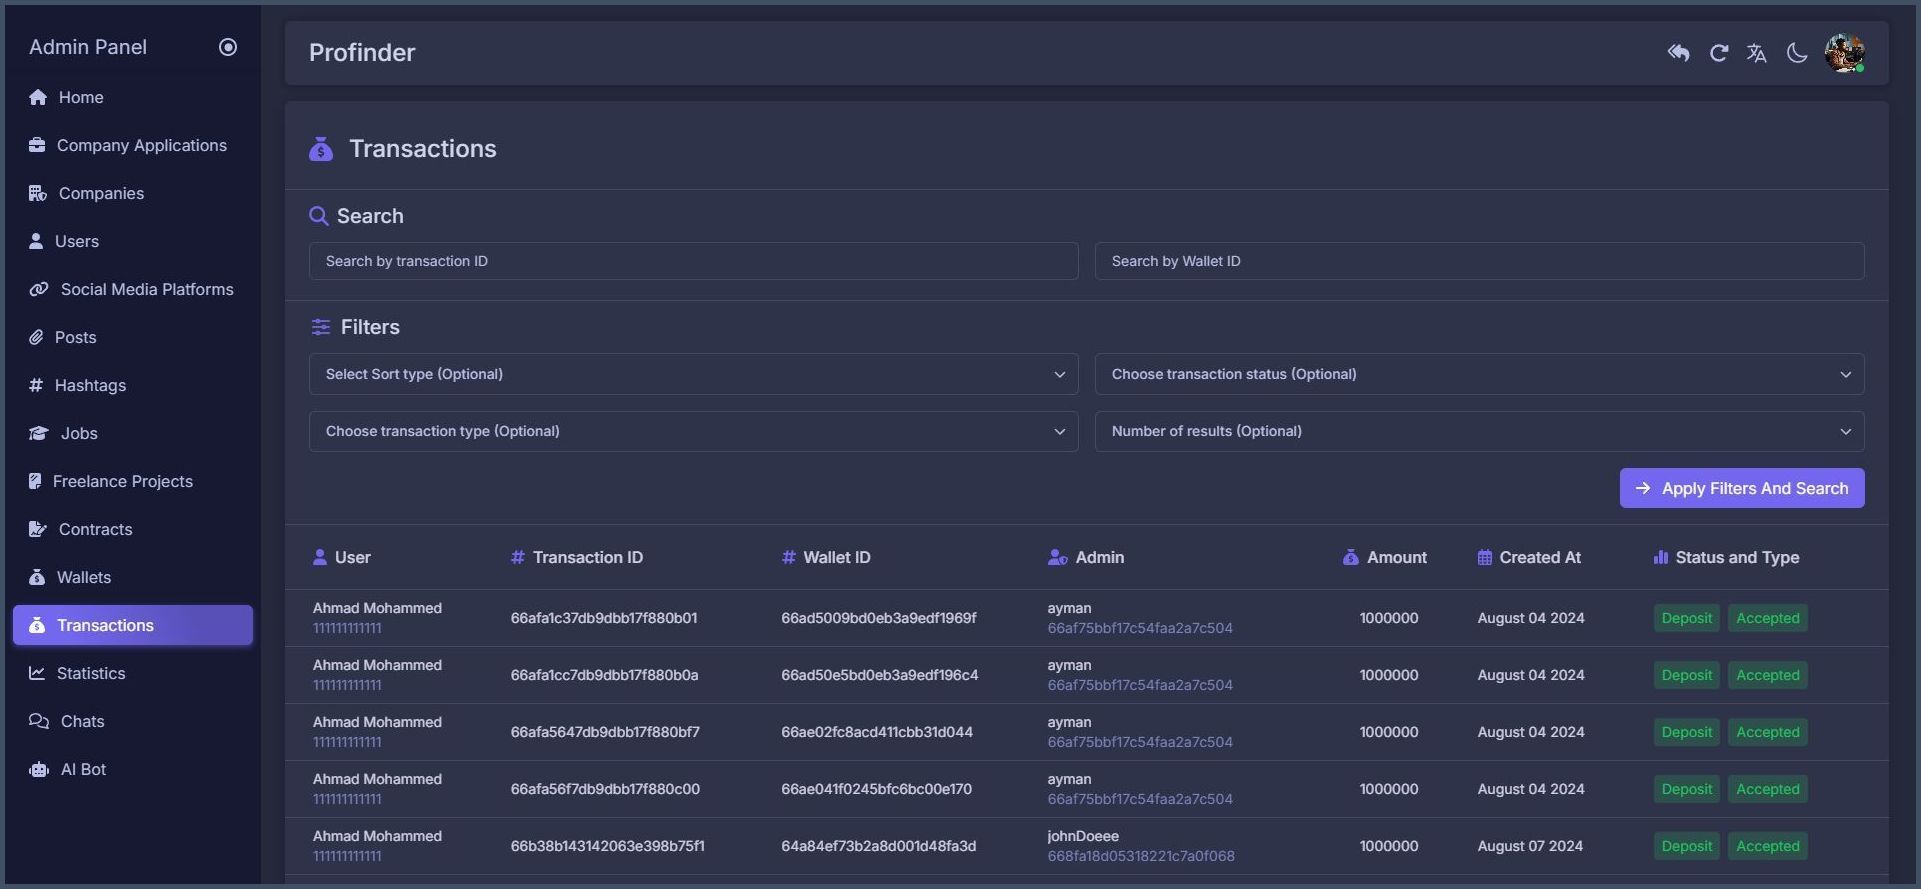 Admin Panel
Home
Company Applications
Companies
Users
Social Media Platforms
Posts
Hashtags
Jobs
Freelance Projects
Contracts
Wallets
Transactions
Statistics
Chats
AI Bot
Profinder
Transactions
Search
Search by transaction ID
Search by Wallet ID
Filters
Select Sort type (Optional)
Choose transaction status (Optional)
Choose transaction type (Optional)
Number of results (Optional)
Apply Filters And Search
User Transaction ID Wallet ID Admin Amount Created At Status and Type
Ahmad Mohammed ayman
66afa1c37db9dbb17f880b01 66ad5009bd0eb3a9edf1969f 1000000 August 04 2024 Deposit Accepted
111111111111 66af75bbf17c54faa2a7c504
Ahmad Mohammed ayman
66afa1cc7db9dbb17f880b0a 66ad50e5bd0eb3a9edf196c4 1000000 August 04 2024 Deposit Accepted
111111111111 66af75bbf17c54faa2a7c504
Ahmad Mohammed ayman
66afa5647db9dbb17f880bf7 66ae02fc8acd411cbb31d044 1000000 August 04 2024 Deposit Accepted
111111111111 66af75bbf17c54faa2a7c504
Ahmad Mohammed ayman
66afa56f7db9dbb17f880c00 66ae041f0245bfc6bc00e170 1000000 August 04 2024 Deposit Accepted
111111111111 66af75bbf17c54faa2a7c504
Ahmad Mohammed johnDoeee
66b38b143142063e398b75f1 64a84ef73b2a8d001d48fa3d 1000000 August 07 2024 Deposit Accepted
111111111111 668fa18d05318221c7a0f068